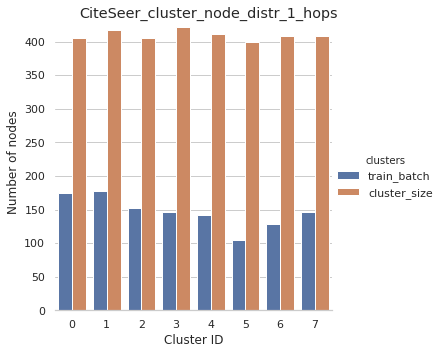 CiteSeer_cluster_node_distr_1_hops
400
350
300
250
200
150
100
50
0
Number of nodes
0 1 2 3 4 5 6 7
Cluster ID
clusters
train_batch
cluster_size